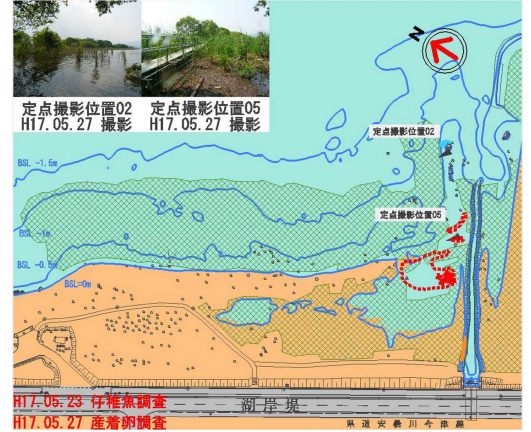 定点撮影位置02
H17.05.27 撮影
定点撮影位置05
H17.05.27 撮影
N
定点撮影位置02
BSL -1.5m
定点撮影位置05
BSL -1m
BSL -0.5m
BSL=0m
H17.05.23 仔稚魚調査
H17.05.27 産着卵調査
湖岸堤
県道安曇川今津線